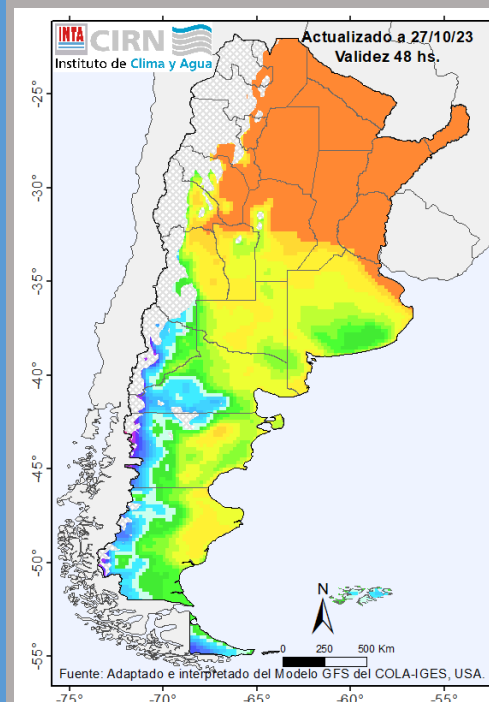 INTA CIRN
Instituto de Clima y Agua
Actualizado a 27/10/23
Validez 48 hs.
-25°
-30°
-35°
-40°
-45°
-50°
-55°
N
0 250 500 Km
Fuente: Adaptado e interpretado del Modelo GFS del COLA-IGES, USA.
-75° -70° -65° -60° -55°